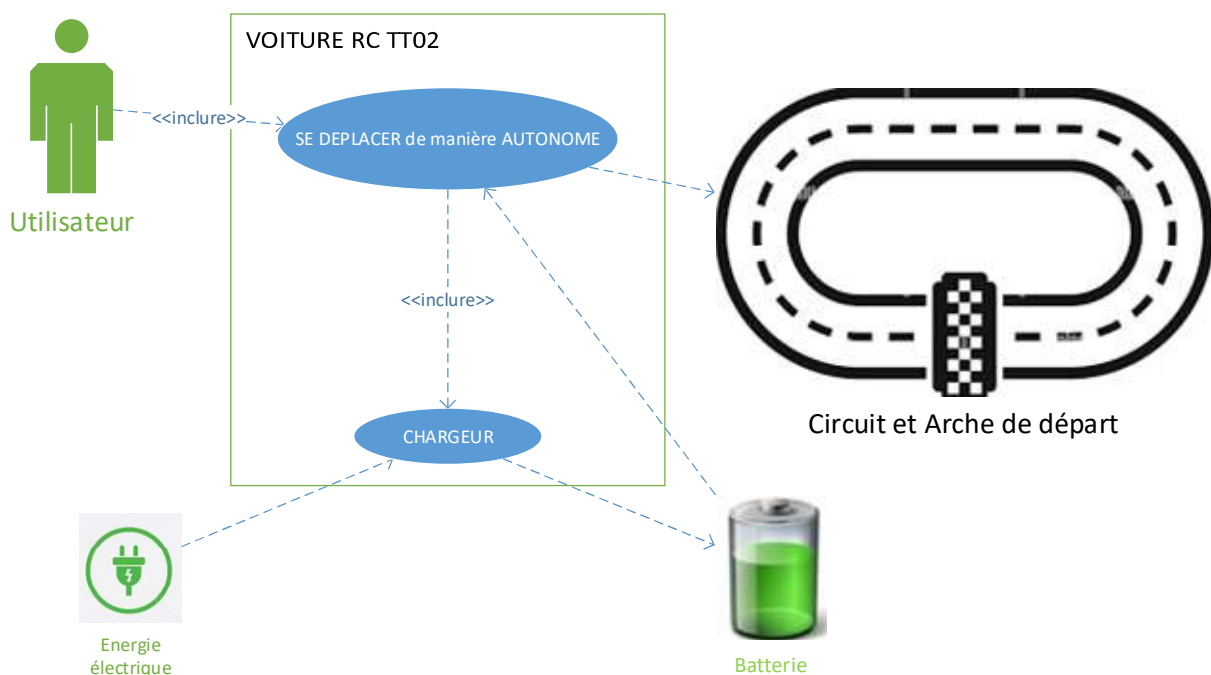 VOITURE RC TT02
<<inclure>>
SE DEPLACER de manière AUTONOME
Utilisateur
<<inclure>>
Circuit et Arche de départ
CHARGEUR
Energie
électrique
Batterie